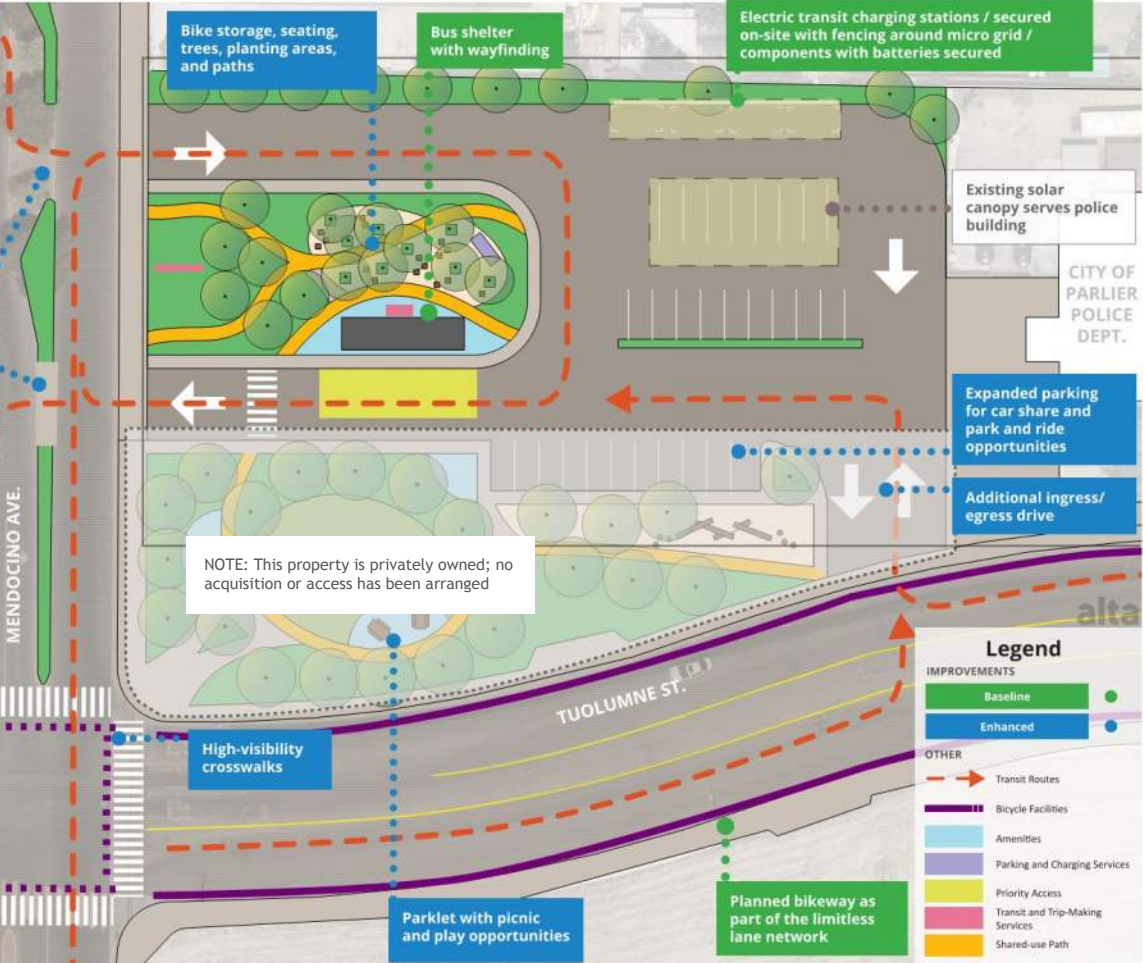 Bike storage, seating,
trees, planting areas,
and paths
Bus shelter
with wayfinding
Electric transit charging stations / secured
on-site with fencing around micro grid /
components with batteries secured
Existing solar
canopy serves police
building
CITY OF
PARLIER
POLICE
DEPT.
Expanded parking
for car share and
park and ride
opportunities
Additional ingress/
egress drive
NOTE: This property is privately owned; no
acquisition or access has been arranged
MENDOCINO AVE.
TUOLUMNE ST.
High-visibility
crosswalks
Parklet with picnic
and play opportunities
Planned bikeway as
part of the limitless
lane network
alta
Legend
IMPROVEMENTS
Baseline
Enhanced
OTHER
Transit Routes
Bicycle Facilities
Amenities
Parking and Charging Services
Priority Access
Transit and Trip-Making
Services
Shared-use Path